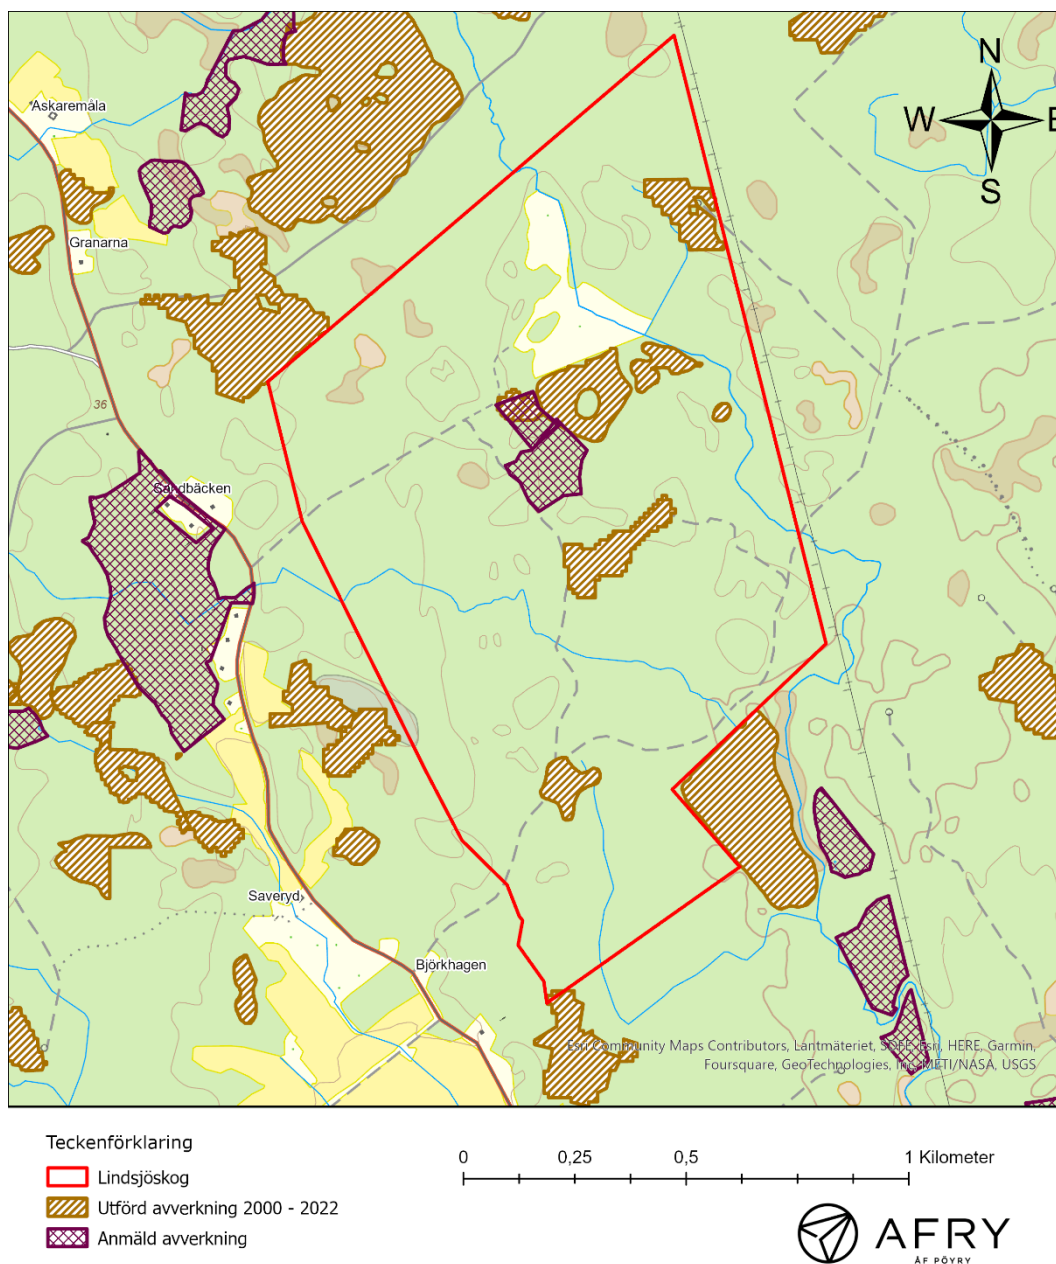 N
W
E
S
Askaremåla
Granarna
36
Sandbäcken
Saveryd
Björkhagen
Esri Community Maps Contributors, Lantmäteriet, SDFE, Esri, HERE, Garmin,
Foursquare, GeoTechnologies, Inc, METI/NASA, USGS
Teckenförklaring
Lindsjöskog
Utförd avverkning 2000 - 2022
Anmäld avverkning
0 0,25 0,5 1 Kilometer
AFRY
ÅF PÖYRY